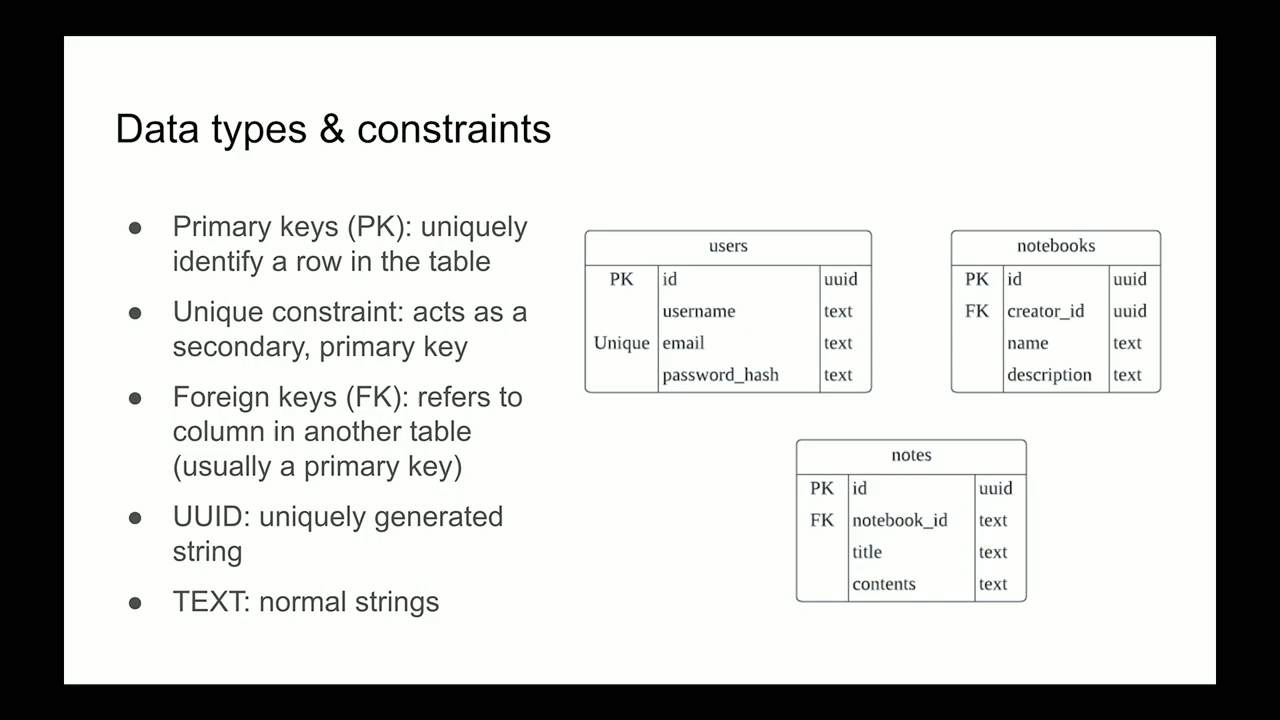 Data types & constraints
● Primary keys (PK): uniquely
identify a row in the table
● Unique constraint: acts as a
secondary, primary key
● Foreign keys (FK): refers to
column in another table
(usually a primary key)
● UUID: uniquely generated
string
● TEXT: normal strings
users
PK id uuid
username text
Unique email text
password_hash text
notebooks
PK id uuid
FK creator_id uuid
name text
description text
notes
PK id uuid
FK notebook_id text
title text
contents text